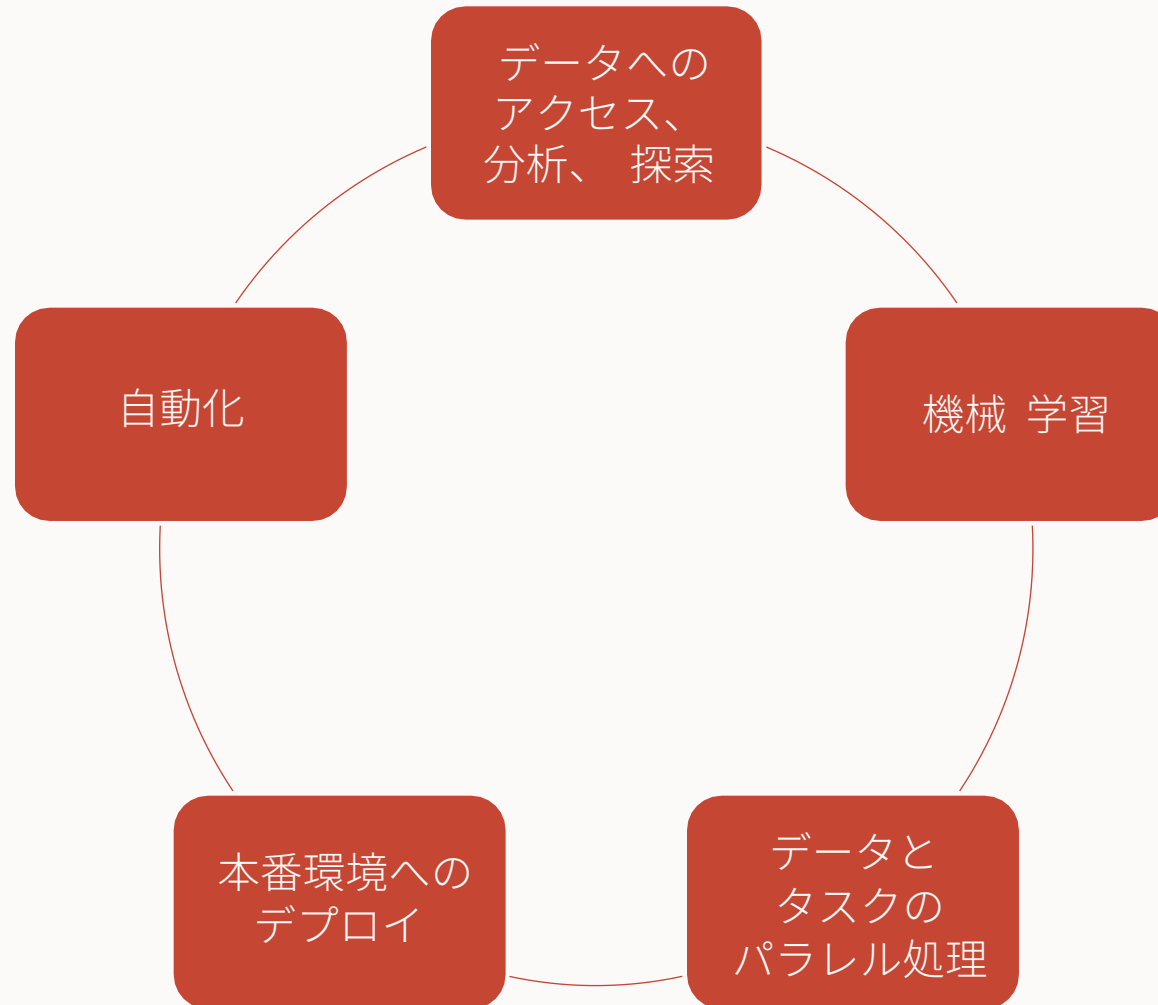 データへの
アクセス、
分析、 探索
自動化
機械 学習
本番環境への
デプロイ
データと
タスクの
パラレル処理